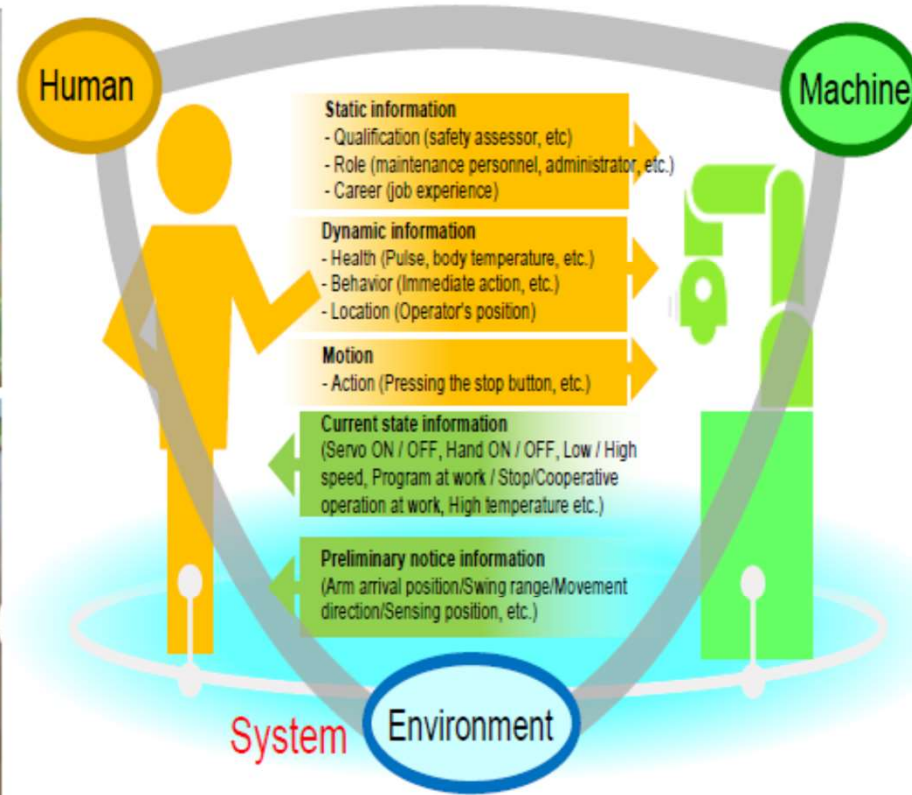 Human
Machine
Static information
- Qualification (safety assessor, etc)
- Role (maintenance personnel, administrator, etc.)
- Career (job experience)
Dynamic information
- Health (Pulse, body temperature, etc.)
- Behavior (Immediate action, etc.)
- Location (Operator's position)
Motion
- Action (Pressing the stop button, etc.)
Current state information
(Servo ON / OFF, Hand ON / OFF, Low / High
speed, Program at work / Stop/Cooperative
operation at work, High temperature etc.)
Preliminary notice information
(Arm arrival position/Swing range/Movement
direction/Sensing position, etc.)
System
Environment